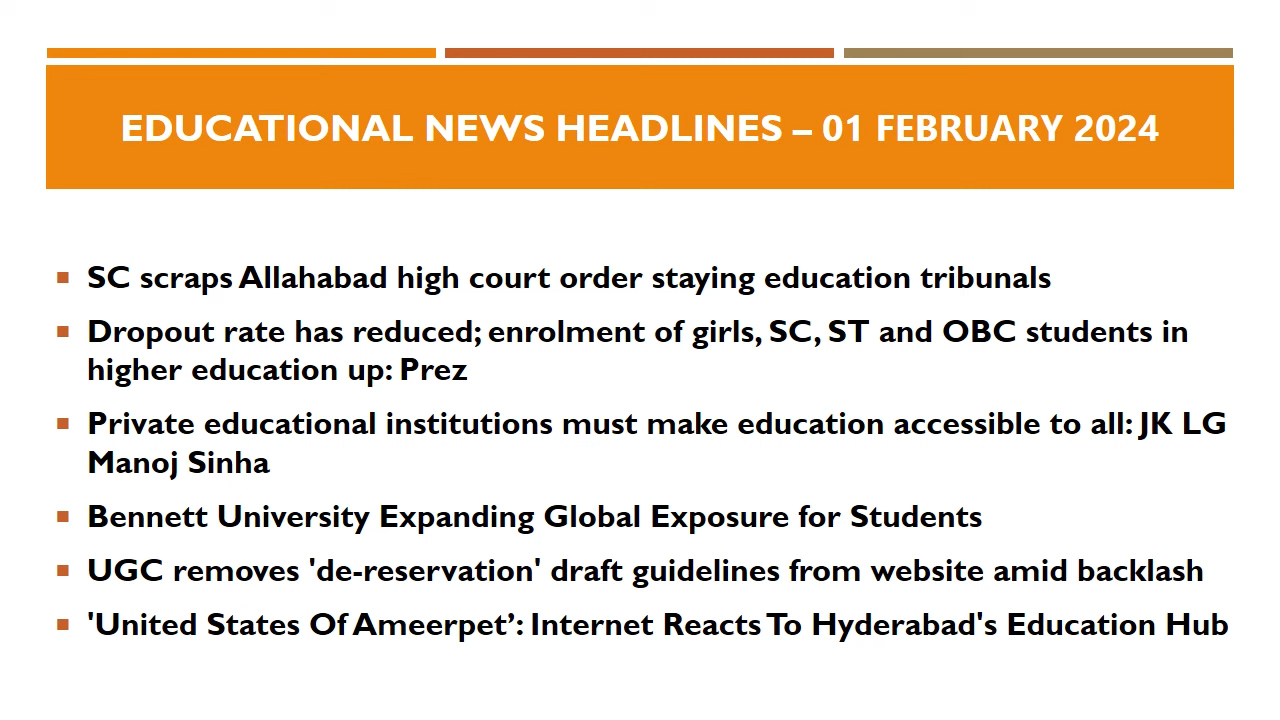 EDUCATIONAL NEWS HEADLINES – 01 FEBRUARY 2024
SC scraps Allahabad high court order staying education tribunals
Dropout rate has reduced; enrolment of girls, SC, ST and OBC students in
higher education up: Prez
Private educational institutions must make education accessible to all: JK LG
Manoj Sinha
Bennett University Expanding Global Exposure for Students
UGC removes 'de-reservation' draft guidelines from website amid backlash
'United States Of Ameerpet’: Internet Reacts To Hyderabad's Education Hub